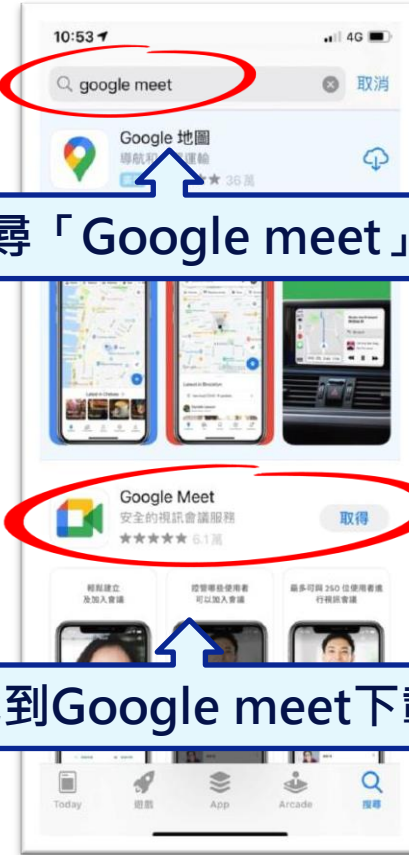 10:53
4G
google meet
取消
Google 地圖
導航和
運輸
36 萬
尋「Google meet」
Google Meet
安全的視訊會議服務
取得
6.1萬
輕鬆建立
及加入會議
控管哪些使用者
可以加入會議
最多可與 250 位使用者進
行視訊會議
到Google meet下
Today
遊戲
App
Arcade
搜尋